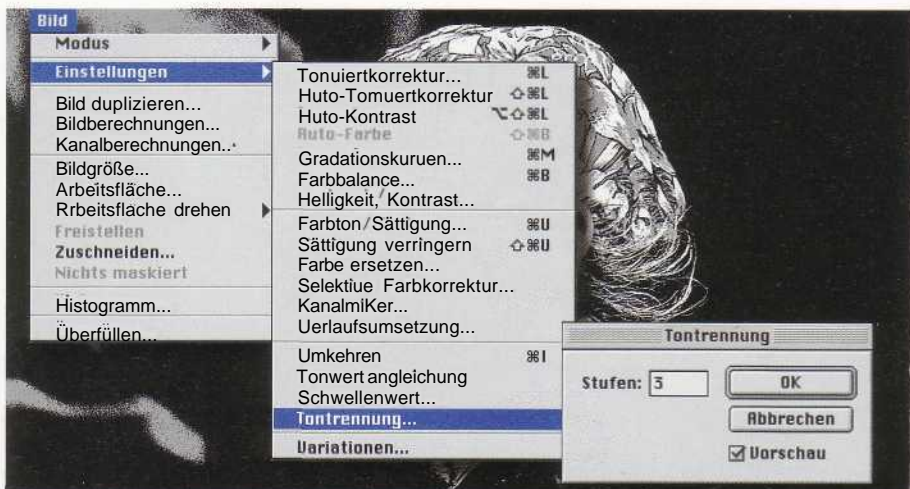 Bild
Modus
Einstellungen
Bild duplizieren...
Bildberechnungen...
Kanalberechnungen...
Bildgröße...
Arbeitsfläche...
Rrbeitsfläche drehen
Freistellen
Zuschneiden...
Nichts maskiert
Histogramm...
Überfüllen...
Tonuiertkorrektur... ⌘L
Huto-Tomuertkorrektur ⇧⌘L
Huto-Kontrast ⌥⇧⌘L
Auto-Farbe ⇧⌘B
Gradationskuruen... ⌘M
Farbbalance... ⌘B
Helligkeit/Kontrast...
Farbton/Sättigung... ⌘U
Sättigung verringern ⇧⌘U
Farbe ersetzen...
Selektiue Farbkorrektur...
KanalmiKer...
Uerlaufsumsetzung...
Umkehren ⌘I
Tonwert angleichung
Schwellenwert...
Tontrennung...
Variationen...
Tontrennung
Stufen: 3
OK
Abbrechen
Vorschau